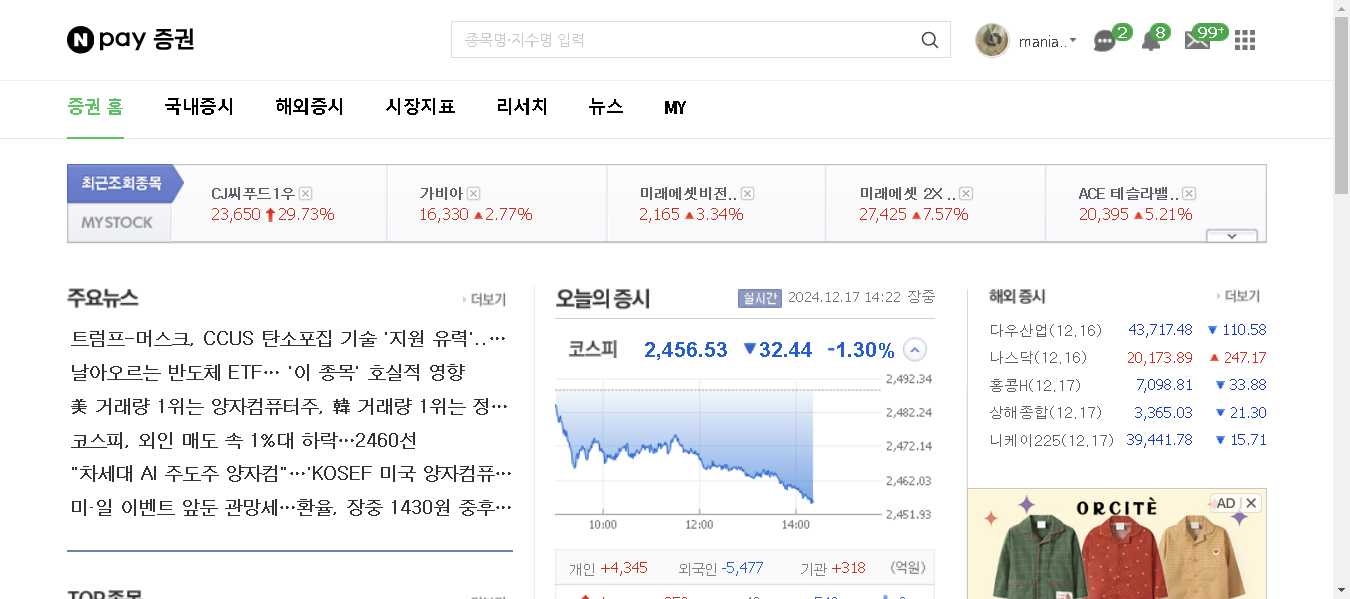 N pay 증권
종목명·지수명 입력
mania..
2
8
99+
증권 홈 국내증시 해외증시 시장지표 리서치 뉴스 MY
최근조회종목
MY STOCK
CJ씨푸드1우
23,650 29.73%
가비아
16,330 ▲2.77%
미래에셋비전..
2,165 ▲3.34%
미래에셋 2X ..
27,425 ▲7.57%
ACE 테슬라밸..
20,395 ▲5.21%
주요뉴스 더보기
트럼프-머스크, CCUS 탄소포집 기술 '지원 유력'..…
날아오르는 반도체 ETF… '이 종목' 호실적 영향
美 거래량 1위는 양자컴퓨터주, 韓 거래량 1위는 정…
코스피, 외인 매도 속 1%대 하락…2460선
"차세대 AI 주도주 양자컴"…'KOSEF 미국 양자컴퓨…
미·일 이벤트 앞둔 관망세…환율, 장중 1430원 중후…
TOP 종목
오늘의 증시 실시간 2024.12.17 14:22 장중
코스피 2,456.53 ▼32.44 -1.30%
2,492.34
2,482.24
2,472.14
2,462.03
2,451.93
10:00 12:00 14:00
개인 +4,345 외국인 -5,477 기관 +318 (억원)
해외 증시 더보기
다우산업(12.16) 43,717.48 ▼ 110.58
나스닥(12.16) 20,173.89 ▲ 247.17
홍콩H(12.17) 7,098.81 ▼ 33.88
상해종합(12.17) 3,365.03 ▼ 21.30
니케이225(12.17) 39,441.78 ▼ 15.71
ORCITÈ
AD